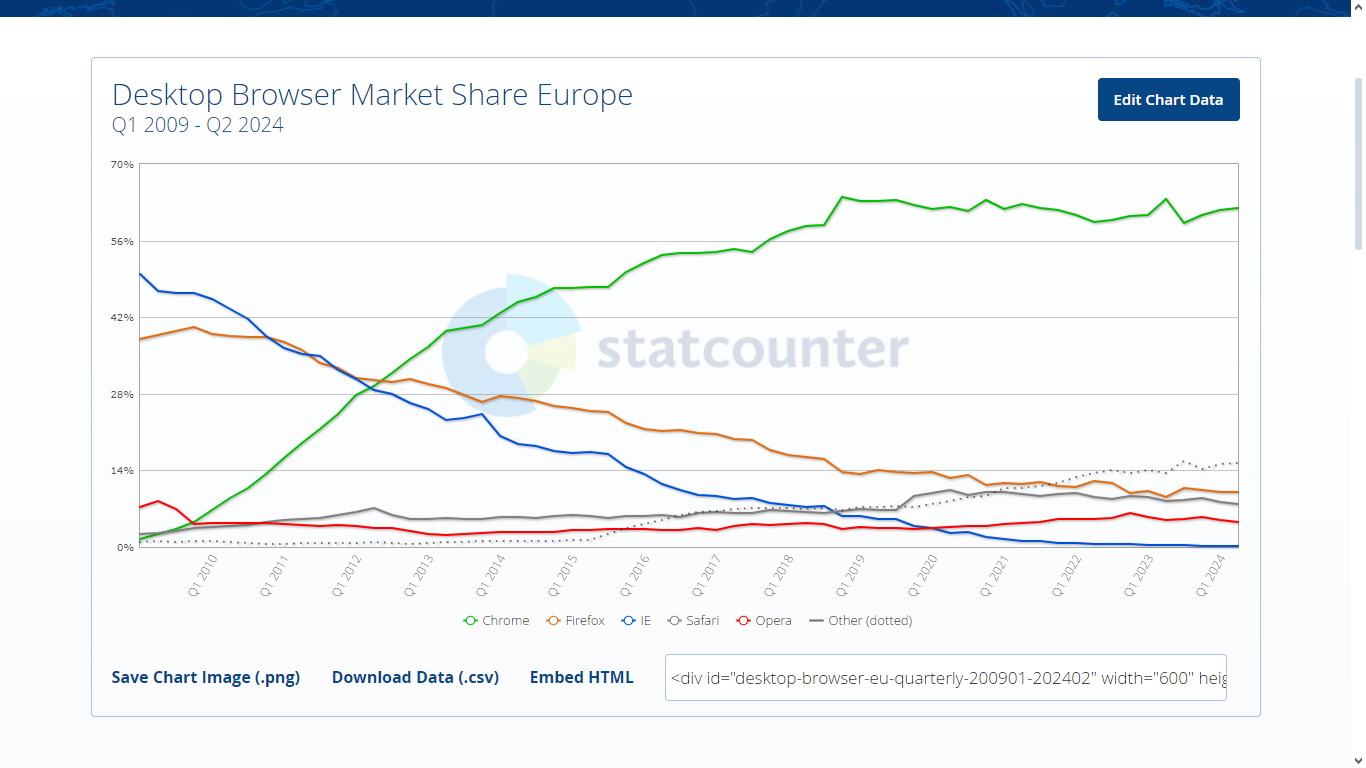 Desktop Browser Market Share Europe
Q1 2009 - Q2 2024
Edit Chart Data
70%
56%
42%
28%
14%
0%
statcounter
Q1 2010
Q1 2011
Q1 2012
Q1 2013
Q1 2014
Q1 2015
Q1 2016
Q1 2017
Q1 2018
Q1 2019
Q1 2020
Q1 2021
Q1 2022
Q1 2023
Q1 2024
Chrome Firefox IE Safari Opera Other (dotted)
Save Chart Image (.png) Download Data (.csv) Embed HTML <div id="desktop-browser-eu-quarterly-200901-202402" width="600" heig